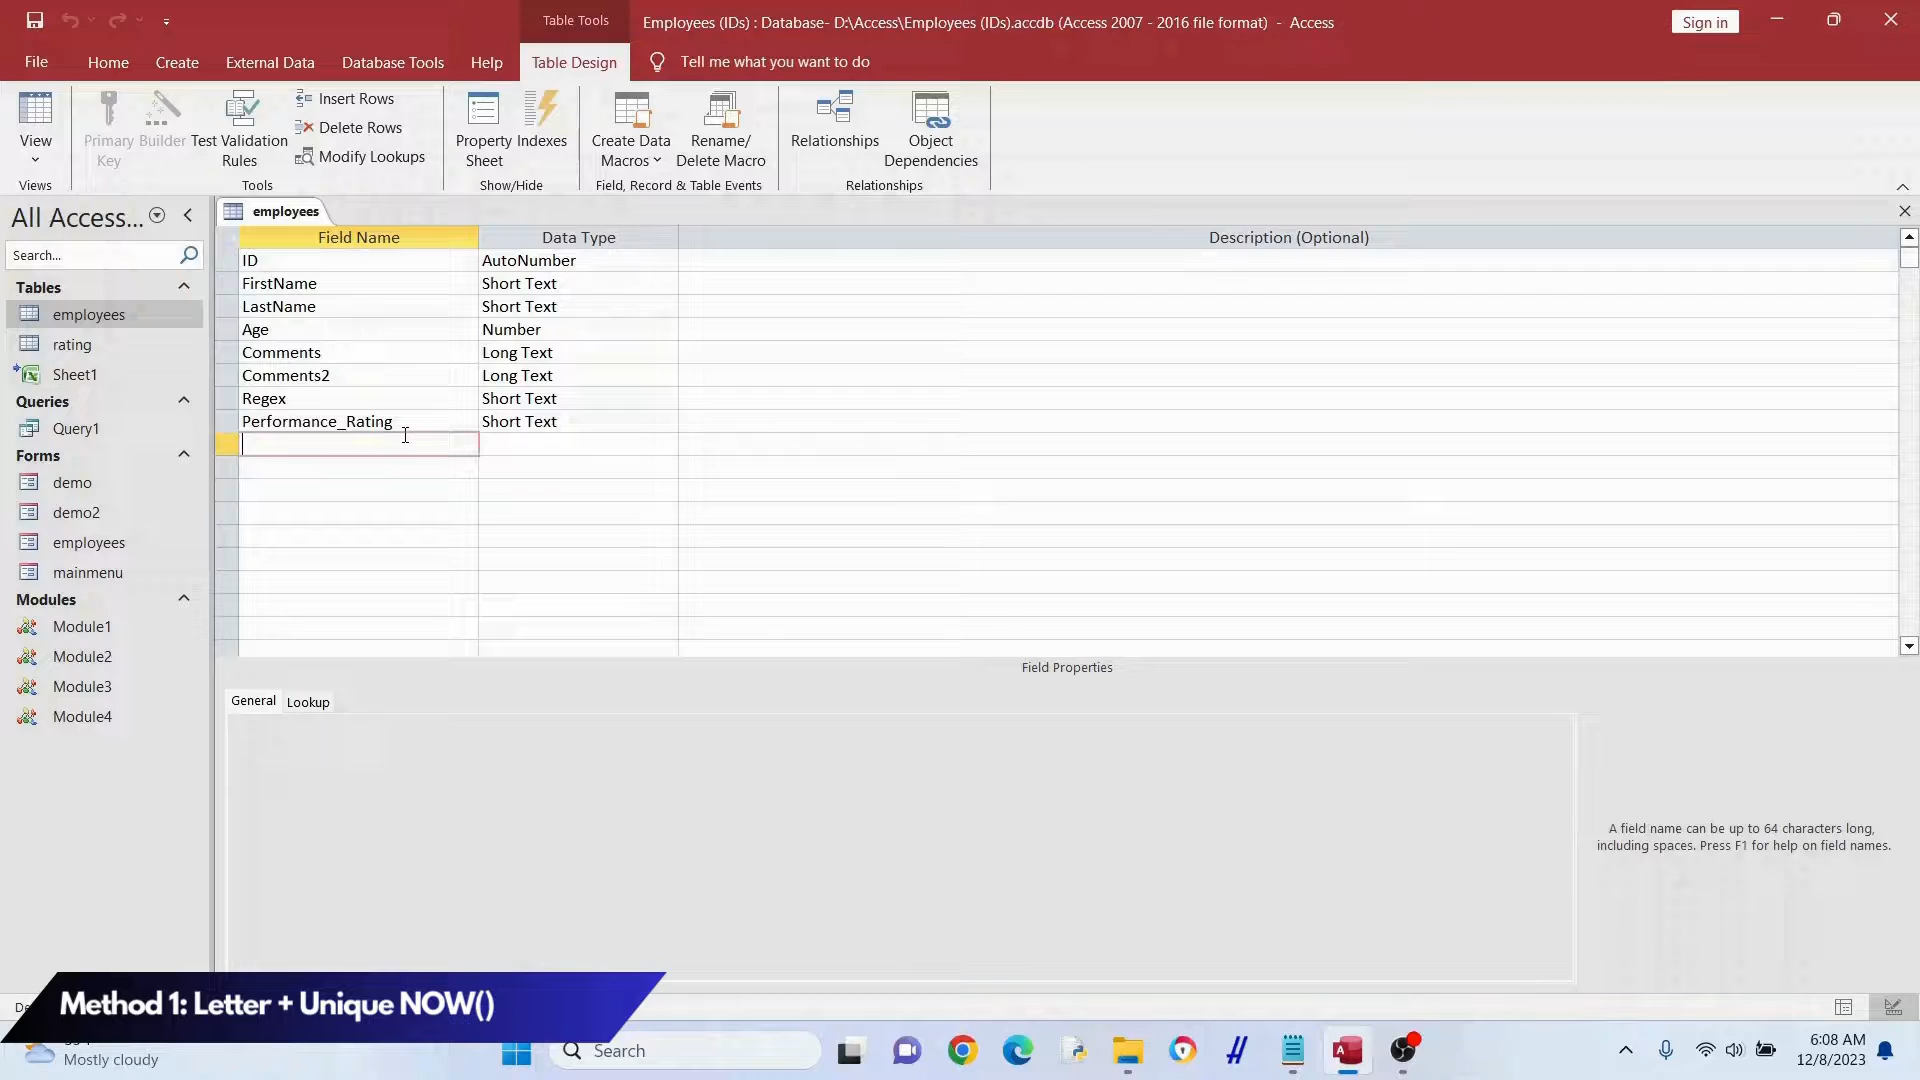 Table Tools
Employees (IDs) : Database- D:\Access\Employees (IDs).accdb (Access 2007 - 2016 file format) - Access
Sign in
File Home Create External Data Database Tools Help Table Design Tell me what you want to do
View
Primary Key
Builder
Test Validation Rules
Insert Rows
Delete Rows
Modify Lookups
Property Sheet
Indexes
Create Data Macros
Rename/ Delete Macro
Relationships
Object Dependencies
Views
Tools
Show/Hide
Field, Record & Table Events
Relationships
All Access...
Search...
Tables
employees
rating
Sheet1
Queries
Query1
Forms
demo
demo2
employees
mainmenu
Modules
Module1
Module2
Module3
Module4
employees
Field Name Data Type Description (Optional)
ID AutoNumber
FirstName Short Text
LastName Short Text
Age Number
Comments Long Text
Comments2 Long Text
Regex Short Text
Performance_Rating Short Text
Field Properties
General Lookup
A field name can be up to 64 characters long,
including spaces. Press F1 for help on field names.
Method 1: Letter + Unique NOW()
Mostly cloudy
Search
6:08 AM
12/8/2023